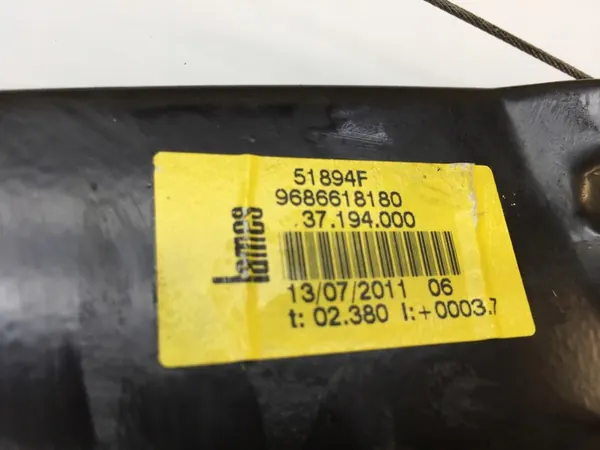 51894F
9686618180
37.194.000
lames
13/07/2011 06
t: 02.380 l:+0003.7